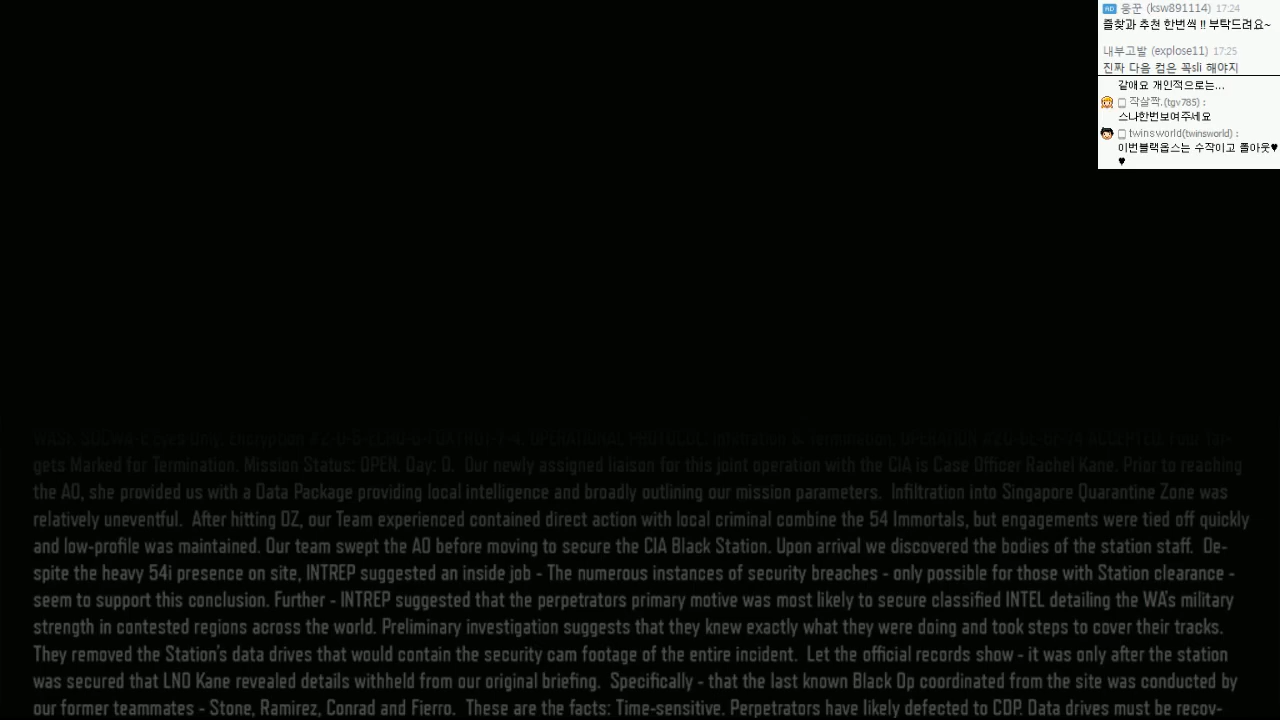 AD 웅꾼 (ksw891114) 17:24
즐찾과 추천 한번씩 !! 부탁드려요~
내부고발 (explose11) 17:25
진짜 다음 컴은 꼭sli 해야지
같애요 개인적으로는...
작살짝.(tgv785) :
스나한번보여주세요
twinsworld(twinsworld) :
이번블랙옵스는 수작이고 졸아웃♥
♥
Eyes Only. Encryption OPERATIONAL PROTOCOL: Infiltration & Termination. OPERATION ACCEPTED. Four Tar-
gets Marked for Termination. Mission Status: OPEN. Day: 0. Our newly assigned liaison for this joint operation with the CIA is Case Officer Rachel Kane. Prior to reaching
the AO, she provided us with a Data Package providing local intelligence and broadly outlining our mission parameters. Infiltration into Singapore Quarantine Zone was
relatively uneventful. After hitting DZ, our Team experienced contained direct action with local criminal combine the 54 Immortals, but engagements were tied off quickly
and low-profile was maintained. Our team swept the AO before moving to secure the CIA Black Station. Upon arrival we discovered the bodies of the station staff. De-
spite the heavy 54i presence on site, INTREP suggested an inside job - The numerous instances of security breaches - only possible for those with Station clearance -
seem to support this conclusion. Further - INTREP suggested that the perpetrators primary motive was most likely to secure classified INTEL detailing the WA's military
strength in contested regions across the world. Preliminary investigation suggests that they knew exactly what they were doing and took steps to cover their tracks.
They removed the Station's data drives that would contain the security cam footage of the entire incident. Let the official records show - it was only after the station
was secured that LNO Kane revealed details withheld from our original briefing. Specifically - that the last known Black Op coordinated from the site was conducted by
our former teammates - Stone, Ramirez, Conrad and Fierro. These are the facts: Time-sensitive. Perpetrators have likely defected to CDP. Data drives must be recov-